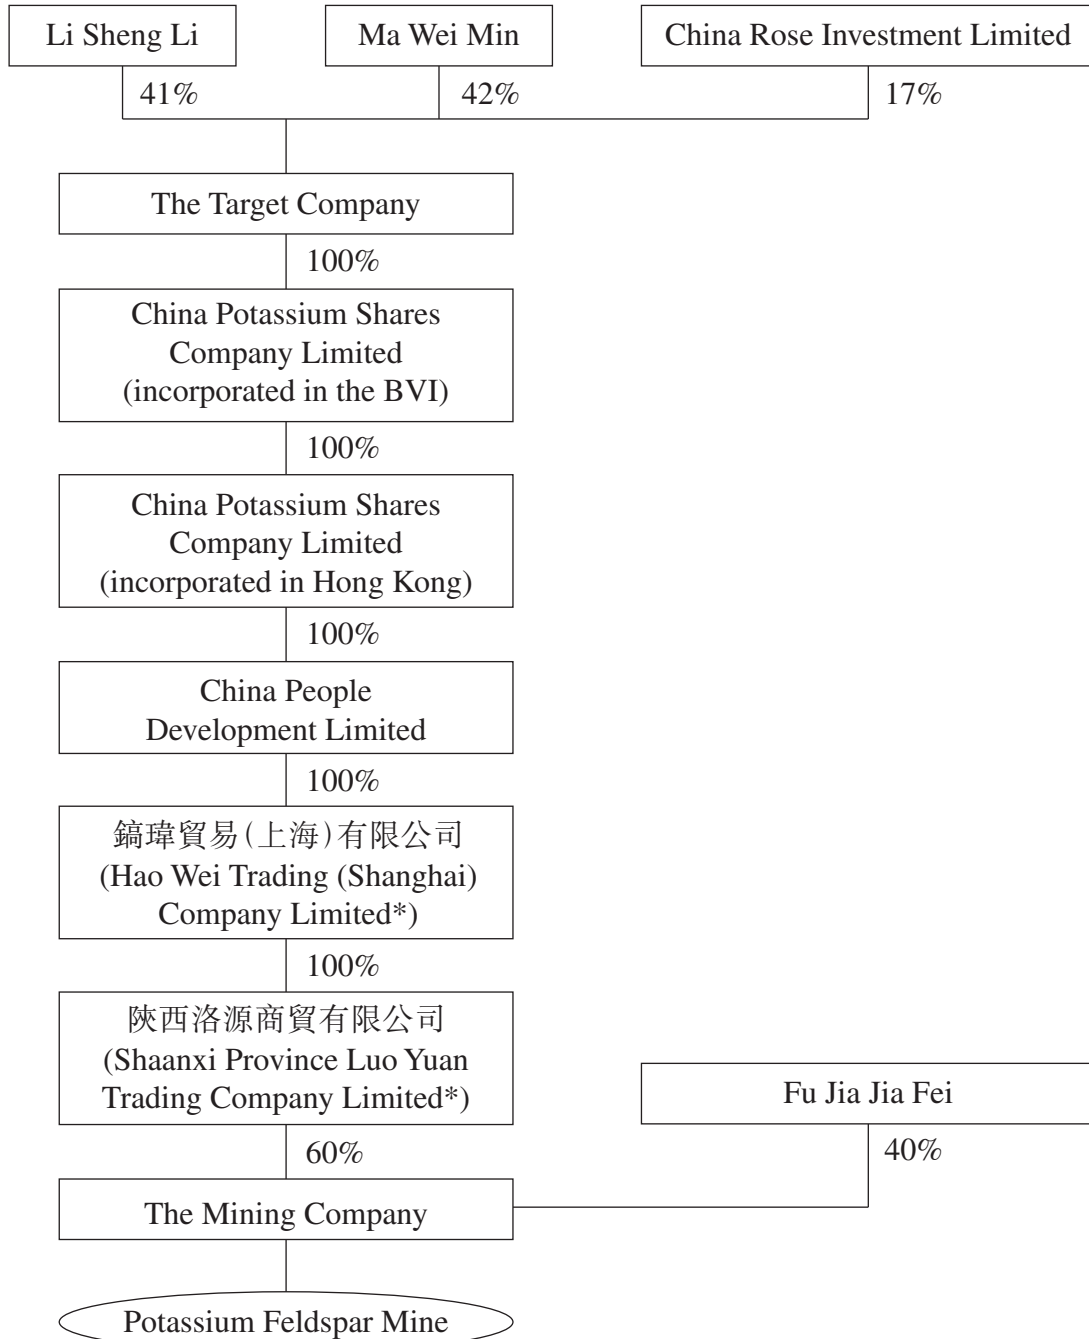 Li Sheng Li
Ma Wei Min
China Rose Investment Limited
41%
42%
17%
The Target Company
100%
China Potassium Shares
Company Limited
(incorporated in the BVI)
100%
China Potassium Shares
Company Limited
(incorporated in Hong Kong)
100%
China People
Development Limited
100%
鎬瑋貿易(上海)有限公司
(Hao Wei Trading (Shanghai)
Company Limited*)
100%
陝西洛源商貿有限公司
(Shaanxi Province Luo Yuan
Trading Company Limited*)
Fu Jia Jia Fei
60%
40%
The Mining Company
Potassium Feldspar Mine